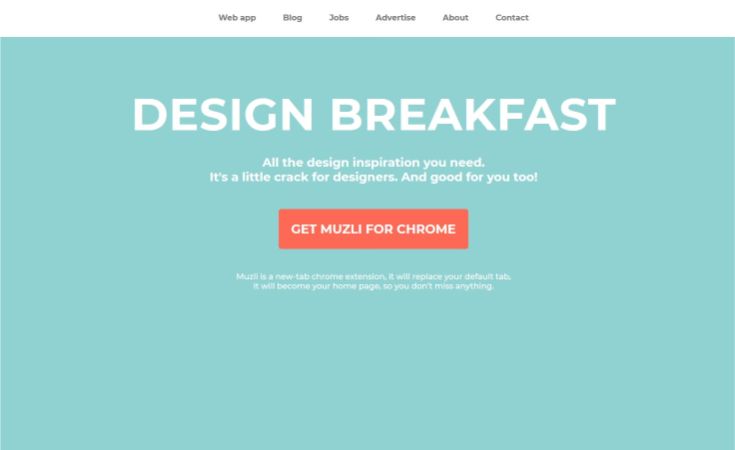 Web app Blog Jobs Advertise About Contact
DESIGN BREAKFAST
All the design inspiration you need.
It's a little crack for designers. And good for you too!
GET MUZLI FOR CHROME
Muzli is a new-tab chrome extension, it will replace your default tab,
it will become your home page, so you don't miss anything.